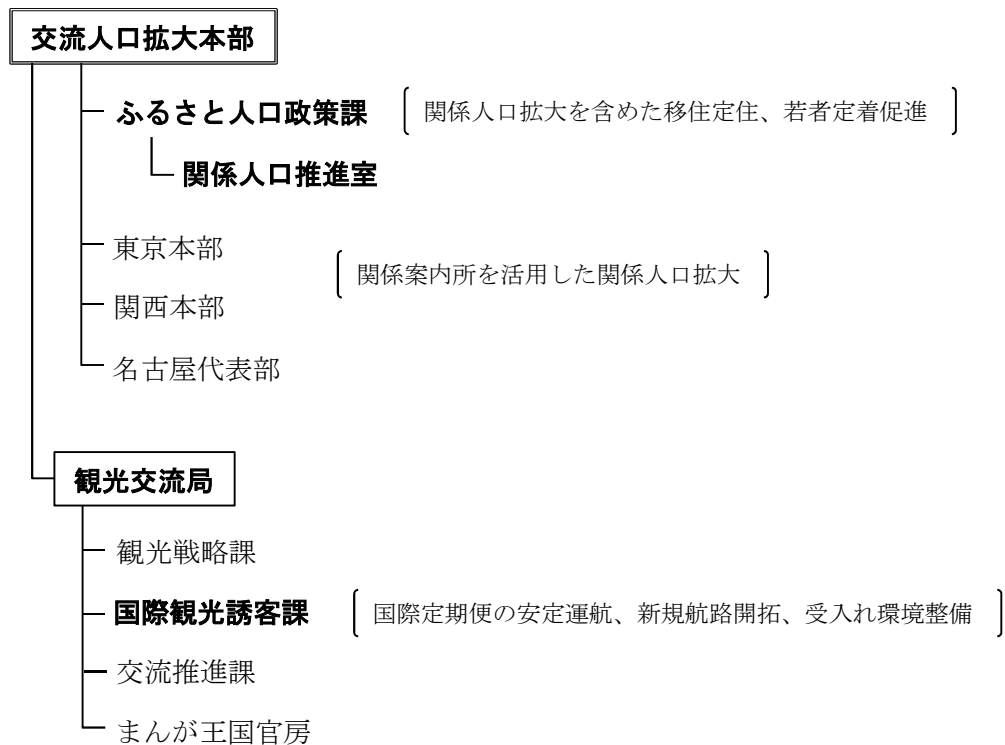 交流人口拡大本部
ふるさと人口政策課 関係人口拡大を含めた移住定住、若者定着促進
関係人口推進室
東京本部
関係案内所を活用した関係人口拡大
関西本部
名古屋代表部
観光交流局
観光戦略課
国際観光誘客課 国際定期便の安定運航、新規航路開拓、受入れ環境整備
交流推進課
まんが王国官房